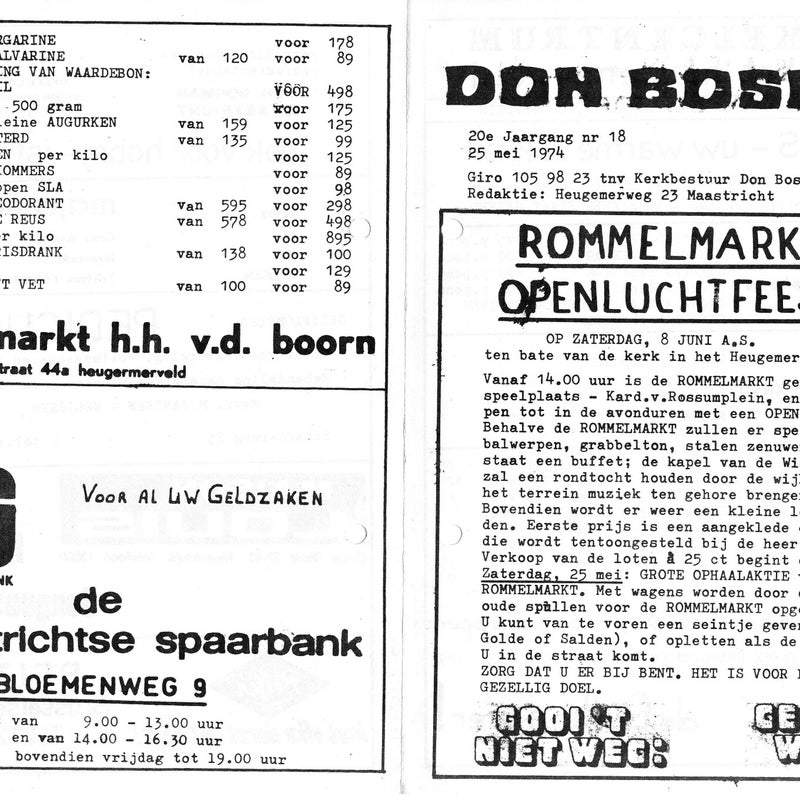 RGARINE voor 178
ALVARINE van 120 voor 89
ING VAN WAARDEBON:
IL voor 498
500 gram voor 175
leine AUGURKEN van 159 voor 125
TERD van 135 voor 99
EN per kilo voor 125
OMMERS voor 89
open SLA voor 98
EODORANT van 595 voor 298
E REUS van 578 voor 498
er kilo 895
RISDRANK van 138 voor 100
voor 129
NT VET van 100 voor 89
markt h.h. v.d. boorn
straat 44a heugermerveld
G
VOOR AL UW GELDZAKEN
NK
de
trichtse spaarbank
BLOEMENWEG 9
van 9.00 - 13.00 uur
en van 14.00 - 16.30 uur
bovendien vrijdag tot 19.00 uur
DON BOS
20e Jaargang nr 18
25 mei 1974
Giro 105 98 23 tnv Kerkbestuur Don Bos
Redaktie: Heugemerweg 23 Maastricht
ROMMELMARK
OPENLUCHTFEES
OP ZATERDAG, 8 JUNI A.S.
ten bate van de kerk in het Heugemer
Vanaf 14.00 uur is de ROMMELMARKT ge
speelplaats - Kard.v.Rossumplein, en
pen tot in de avonduren met een OPEN
Behalve de ROMMELMARKT zullen er spe
balwerpen, grabbelton, stalen zenuwe
staat een buffet; de kapel van de Wi
zal een rondtocht houden door de wij
het terrein muziek ten gehore brenge
Bovendien wordt er weer een kleine l
den. Eerste prijs is een aangeklede
die wordt tentoongesteld bij de heer
Verkoop van de loten à 25 ct begint
Zaterdag, 25 mei: GROTE OPHAALAKTIE
ROMMELMARKT. Met wagens worden door
oude spullen voor de ROMMELMARKT opg
U kunt van te voren een seintje geve
Golde of Salden), of opletten als de
U in de straat komt.
ZORG DAT U ER BIJ BENT. HET IS VOOR
GEZELLIG DOEL.
GOOI 'T
NIET WEG:
GE
W